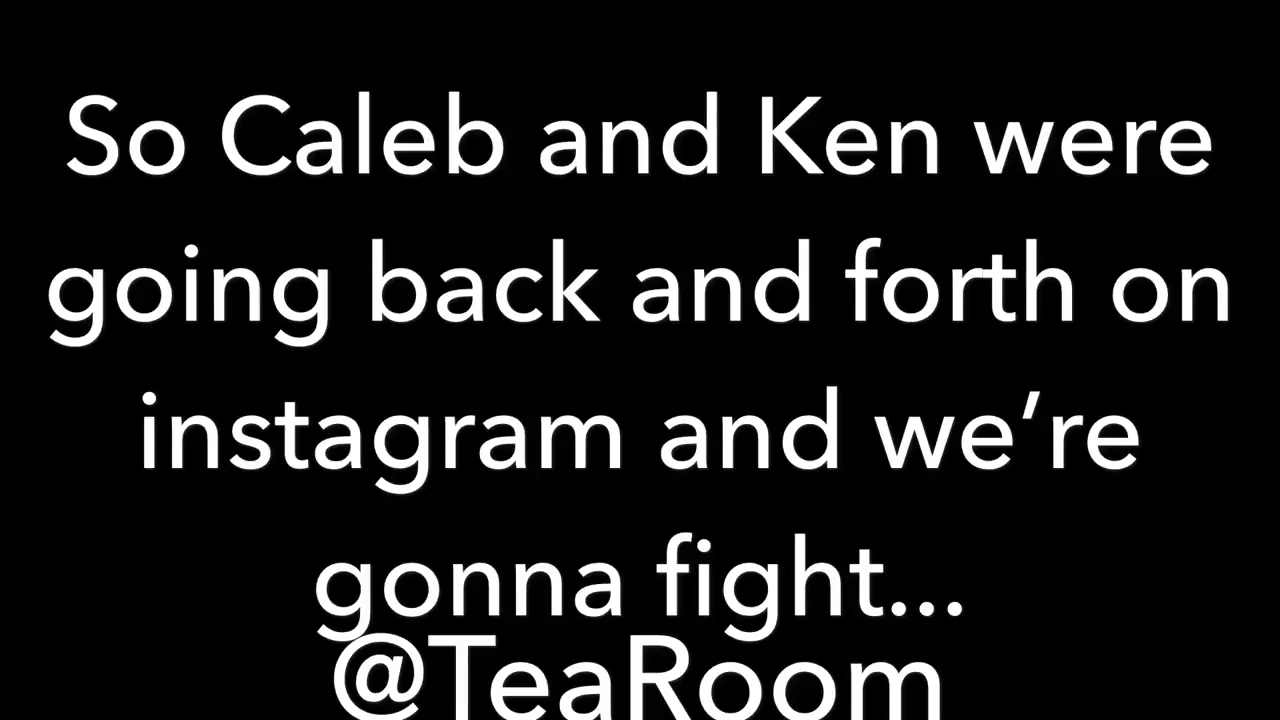 So Caleb and Ken were
going back and forth on
instagram and we’re
gonna fight...
@TeaRoom